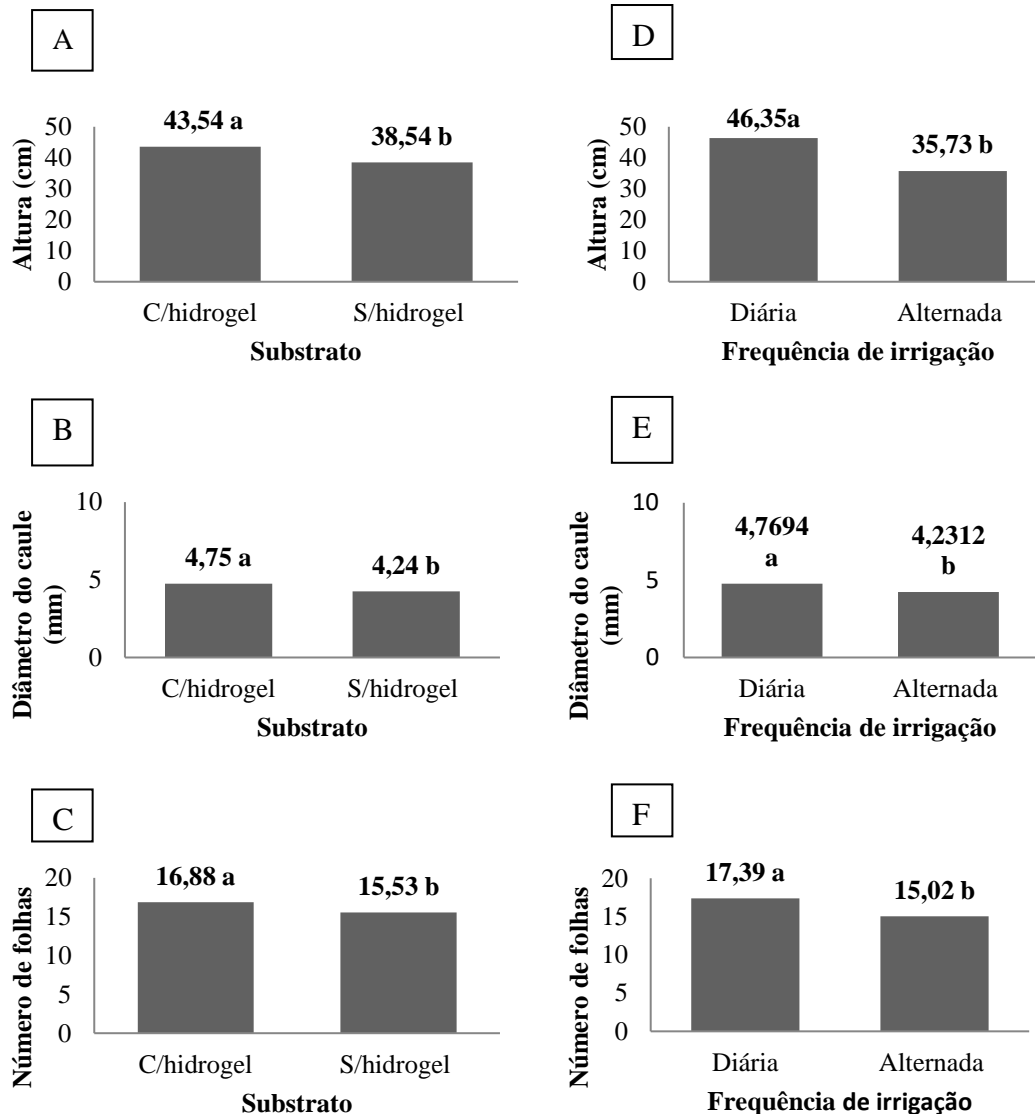 A
43,54 a
38,54 b
50
40
30
20
10
0
Altura (cm)
C/hidrogel
S/hidrogel
Substrato
D
46,35a
35,73 b
50
40
30
20
10
0
Altura (cm)
Diária
Alternada
Frequência de irrigação
B
10
5
0
4,75 a
4,24 b
Diâmetro do caule
(mm)
C/hidrogel
S/hidrogel
Substrato
E
10
5
0
4,7694
a
4,2312
b
Diâmetro do caule
(mm)
Diária
Alternada
Frequência de irrigação
C
16,88 a
15,53 b
20
15
10
5
0
Número de folhas
C/hidrogel
S/hidrogel
Substrato
F
17,39 a
15,02 b
20
15
10
5
0
Número de folhas
Diária
Alternada
Frequência de irrigação